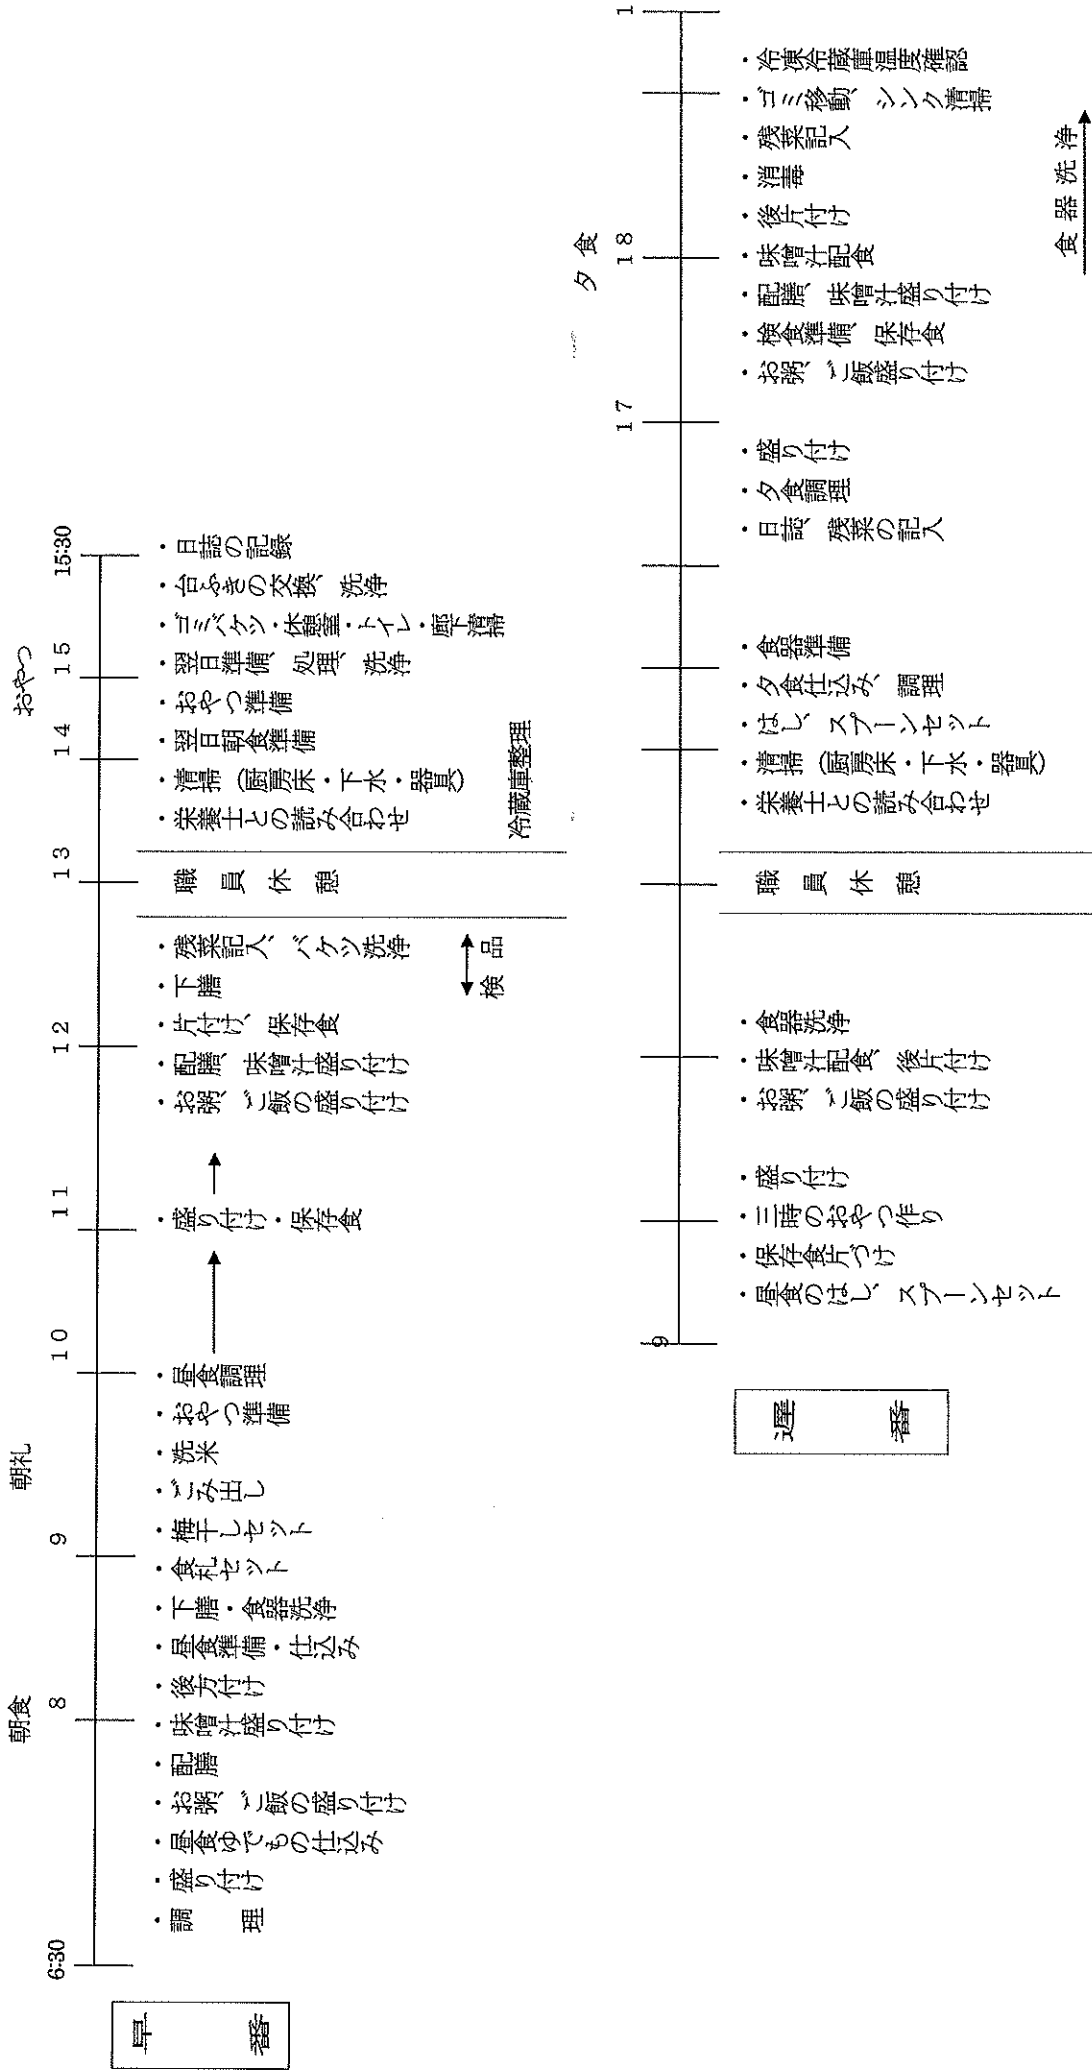 早番
朝食
朝礼
おやつ
6:30
8
9
10
11
12
13
14
15
15:30
・調理
・盛り付け
・昼食ゆでもの仕込み
・お粥、ご飯の盛り付け
・配膳
・味噌汁盛り付け
・後方付け
・昼食準備・仕込み
・下膳・食器洗浄
・食札セット
・梅干しセット
・ごみ出し
・洗米
・おやつ準備
・昼食調理
・盛り付け・保存食
・お粥、ご飯の盛り付け
・配膳、味噌汁盛り付け
・片付け、保存食
・下膳
・残菜記入、バケツ洗浄
検品
職員休憩
・栄養士との読み合わせ
・清掃（厨房床・下水・器具）
冷蔵庫整理
・翌日朝食準備
・おやつ準備
・翌日準備、処理、洗浄
・ゴミバケツ・休憩室・トイレ・廊下清掃
・台ふきの交換、洗浄
・日誌の記録
遅番
夕食
9
17
18
1
・昼食のはし、スプーンセット
・保存食片づけ
・三時のおやつ作り
・盛り付け
・お粥、ご飯の盛り付け
・味噌汁配食、後片付け
・食器洗浄
職員休憩
・栄養士との読み合わせ
・清掃（厨房床・下水・器具）
・はし、スプーンセット
・夕食仕込み、調理
・食器準備
・日誌、残菜の記入
・夕食調理
・盛り付け
・お粥、ご飯盛り付け
・検食準備、保存食
・配膳、味噌汁盛り付け
・味噌汁配食
・後片付け
・消毒
・残菜記入
・ゴミ移動、シンク清掃
・冷凍冷蔵庫温度確認
食器洗浄